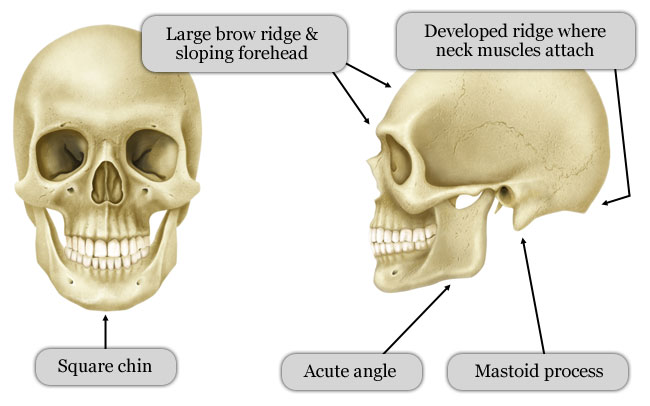 Large brow ridge &
sloping forehead
Developed ridge where
neck muscles attach
Square chin
Acute angle
Mastoid process